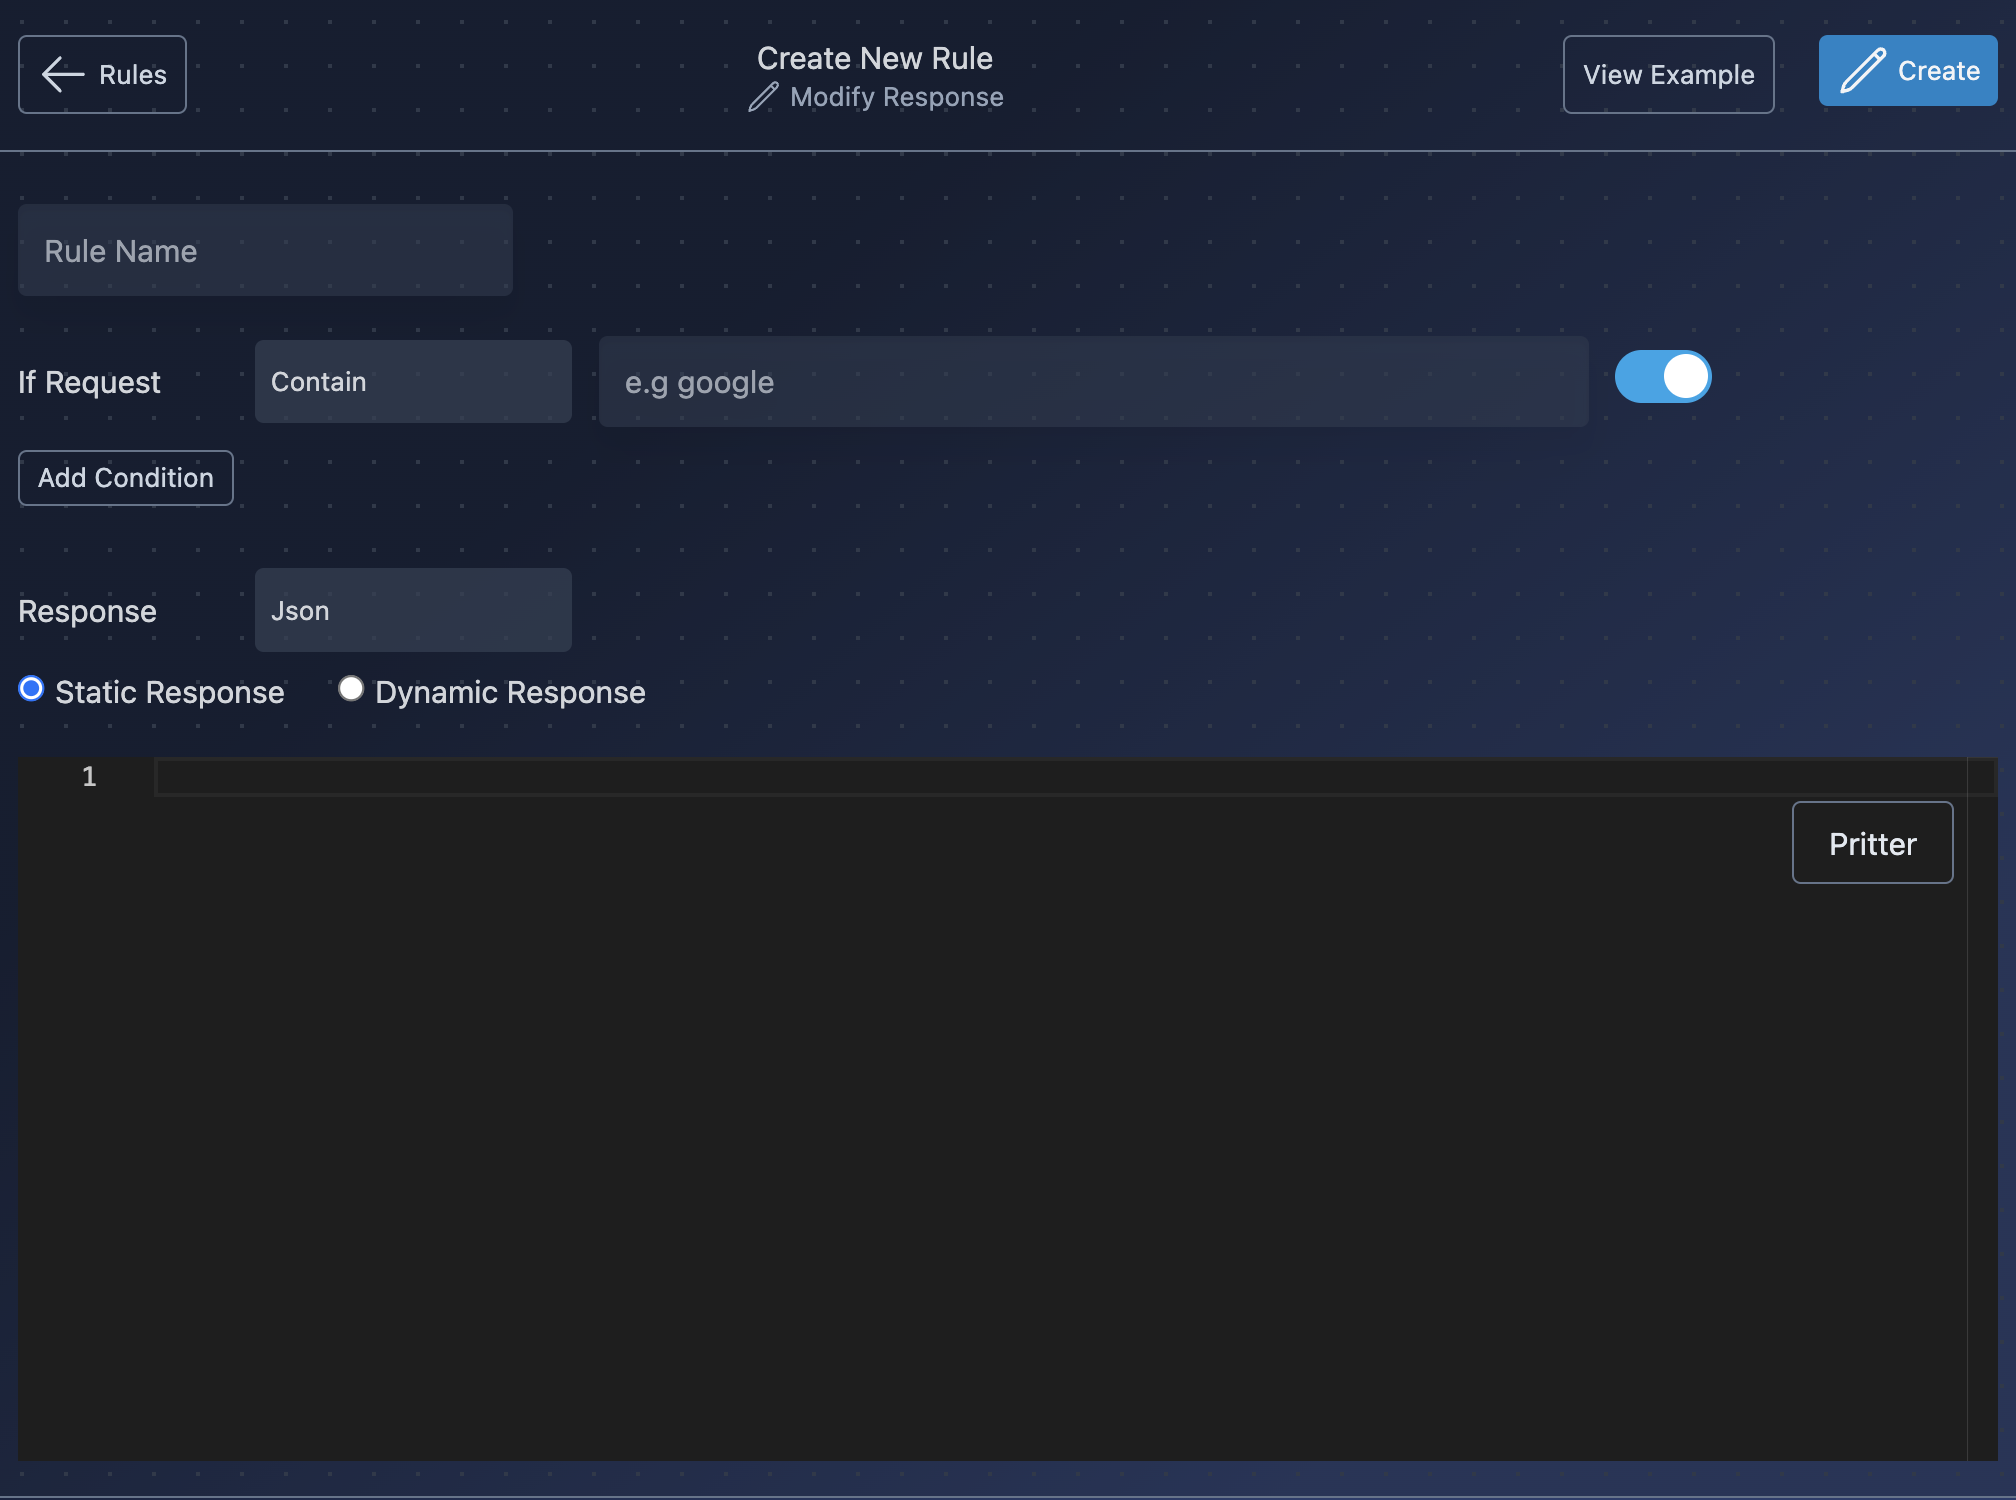 Rules
Create New Rule
Modify Response
View Example
Create
Rule Name
If Request
Contain
e.g google
Add Condition
Response
Json
Static Response
Dynamic Response
1
Pritter